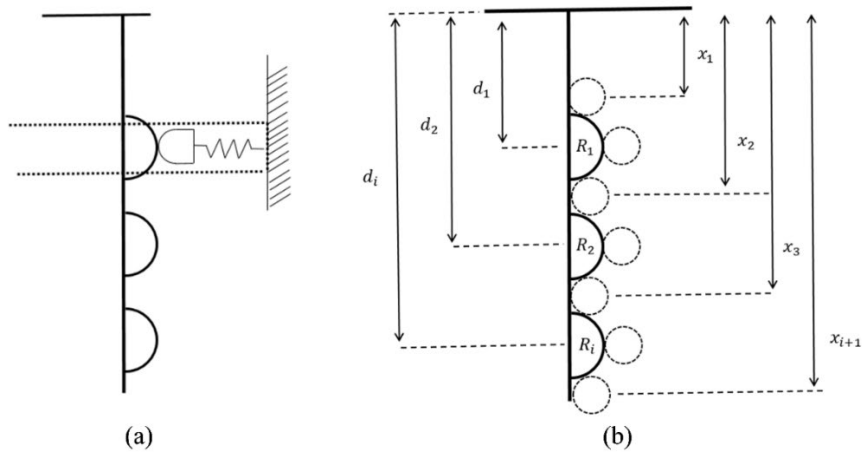 d₁
d₂
dᵢ
x₁
x₂
x₃
xᵢ₊₁
R₁
R₂
Rᵢ
(a)
(b)